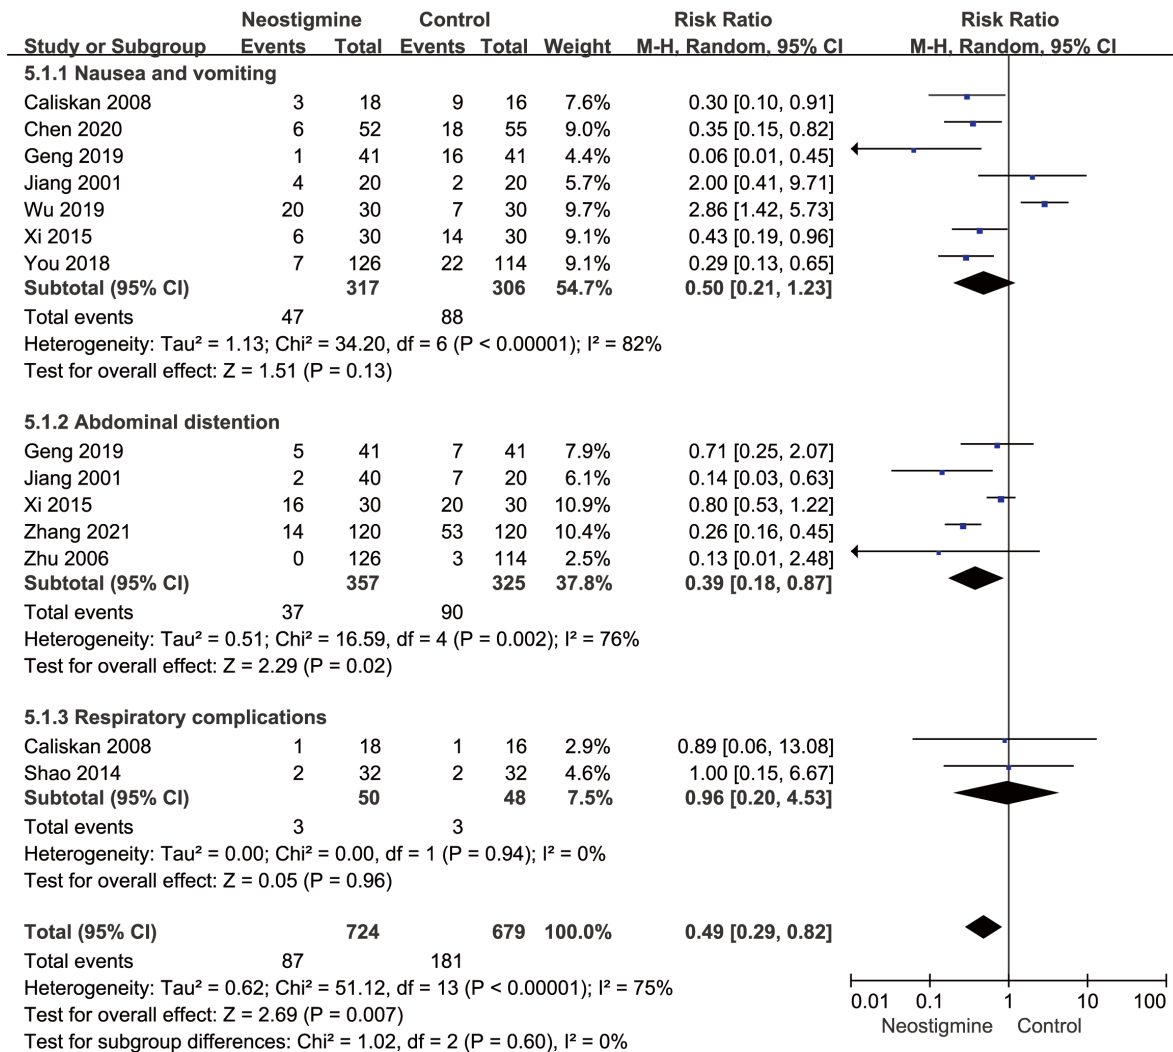 Neostigmine Control Risk Ratio Risk Ratio
Study or Subgroup Events Total Events Total Weight M-H, Random, 95% CI M-H, Random, 95% CI
5.1.1 Nausea and vomiting
Caliskan 2008 3 18 9 16 7.6% 0.30 [0.10, 0.91]
Chen 2020 6 52 18 55 9.0% 0.35 [0.15, 0.82]
Geng 2019 1 41 16 41 4.4% 0.06 [0.01, 0.45]
Jiang 2001 4 20 2 20 5.7% 2.00 [0.41, 9.71]
Wu 2019 20 30 7 30 9.7% 2.86 [1.42, 5.73]
Xi 2015 6 30 14 30 9.1% 0.43 [0.19, 0.96]
You 2018 7 126 22 114 9.1% 0.29 [0.13, 0.65]
Subtotal (95% CI) 317 306 54.7% 0.50 [0.21, 1.23]
Total events 47 88
Heterogeneity: Tau² = 1.13; Chi² = 34.20, df = 6 (P < 0.00001); I² = 82%
Test for overall effect: Z = 1.51 (P = 0.13)
5.1.2 Abdominal distention
Geng 2019 5 41 7 41 7.9% 0.71 [0.25, 2.07]
Jiang 2001 2 40 7 20 6.1% 0.14 [0.03, 0.63]
Xi 2015 16 30 20 30 10.9% 0.80 [0.53, 1.22]
Zhang 2021 14 120 53 120 10.4% 0.26 [0.16, 0.45]
Zhu 2006 0 126 3 114 2.5% 0.13 [0.01, 2.48]
Subtotal (95% CI) 357 325 37.8% 0.39 [0.18, 0.87]
Total events 37 90
Heterogeneity: Tau² = 0.51; Chi² = 16.59, df = 4 (P = 0.002); I² = 76%
Test for overall effect: Z = 2.29 (P = 0.02)
5.1.3 Respiratory complications
Caliskan 2008 1 18 1 16 2.9% 0.89 [0.06, 13.08]
Shao 2014 2 32 2 32 4.6% 1.00 [0.15, 6.67]
Subtotal (95% CI) 50 48 7.5% 0.96 [0.20, 4.53]
Total events 3 3
Heterogeneity: Tau² = 0.00; Chi² = 0.00, df = 1 (P = 0.94); I² = 0%
Test for overall effect: Z = 0.05 (P = 0.96)
Total (95% CI) 724 679 100.0% 0.49 [0.29, 0.82]
Total events 87 181
Heterogeneity: Tau² = 0.62; Chi² = 51.12, df = 13 (P < 0.00001); I² = 75%
Test for overall effect: Z = 2.69 (P = 0.007)
Test for subgroup differences: Chi² = 1.02, df = 2 (P = 0.60), I² = 0%
0.01 0.1 1 10 100
Neostigmine Control